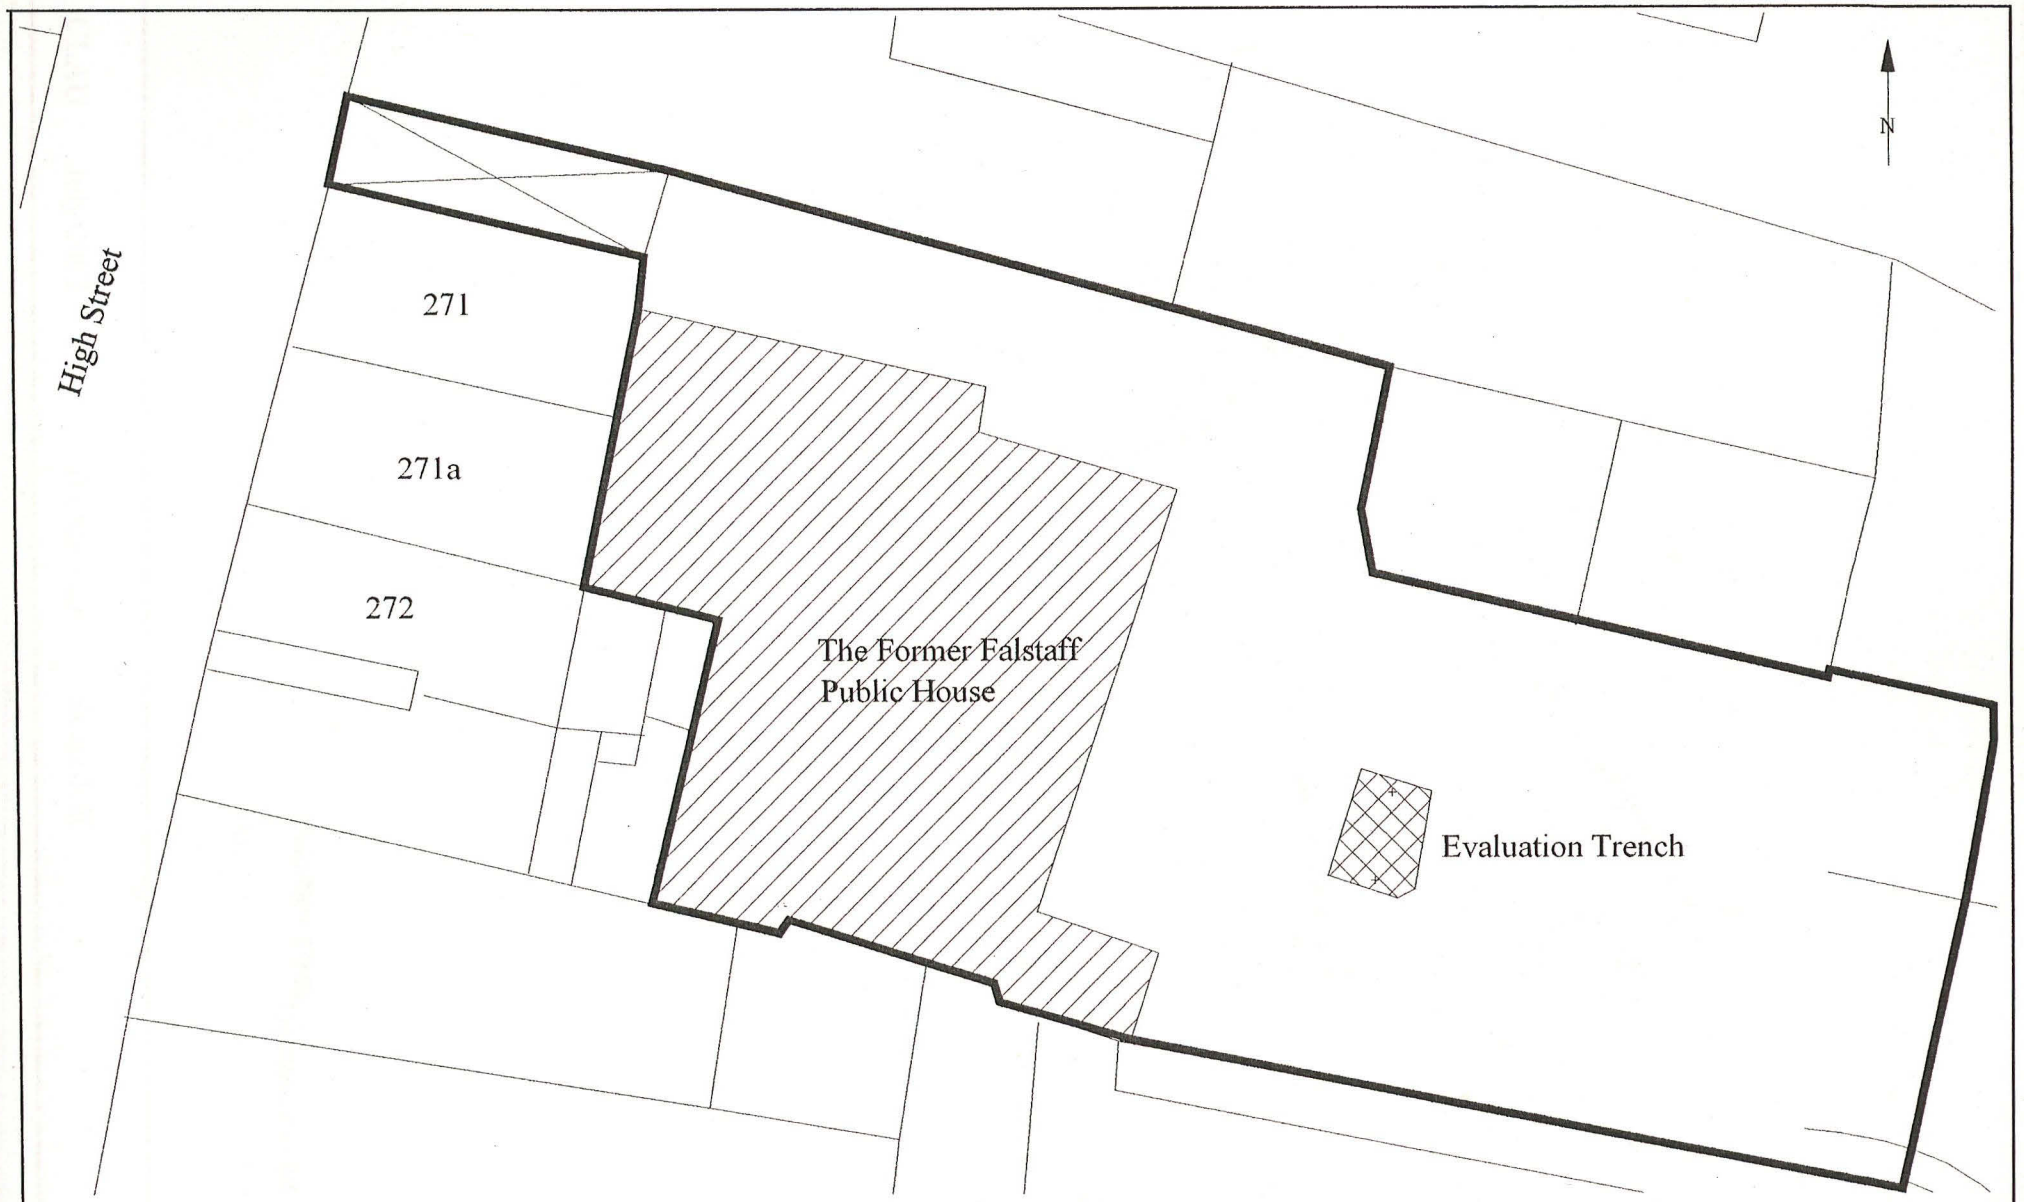 N
High Street
271
271a
272
The Former Falstaff
Public House
Evaluation Trench